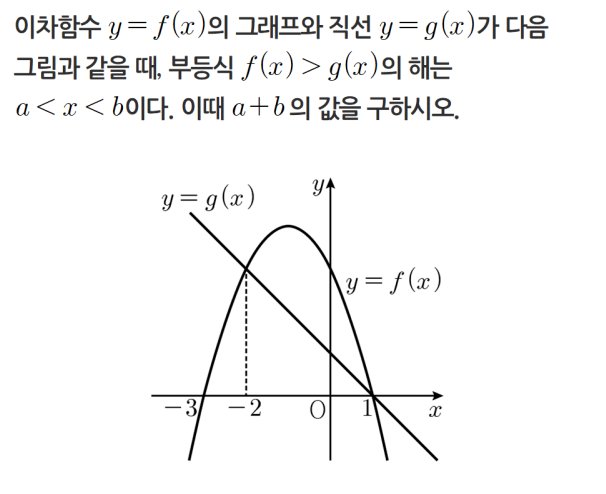 이차함수 y=f(x)의 그래프와 직선 y=g(x)가 다음
그림과 같을 때, 부등식 f(x)>g(x)의 해는
a<x<b이다. 이때 a+b의 값을 구하시오.
y=g(x)
y
y=f(x)
-3
-2
O
1
x